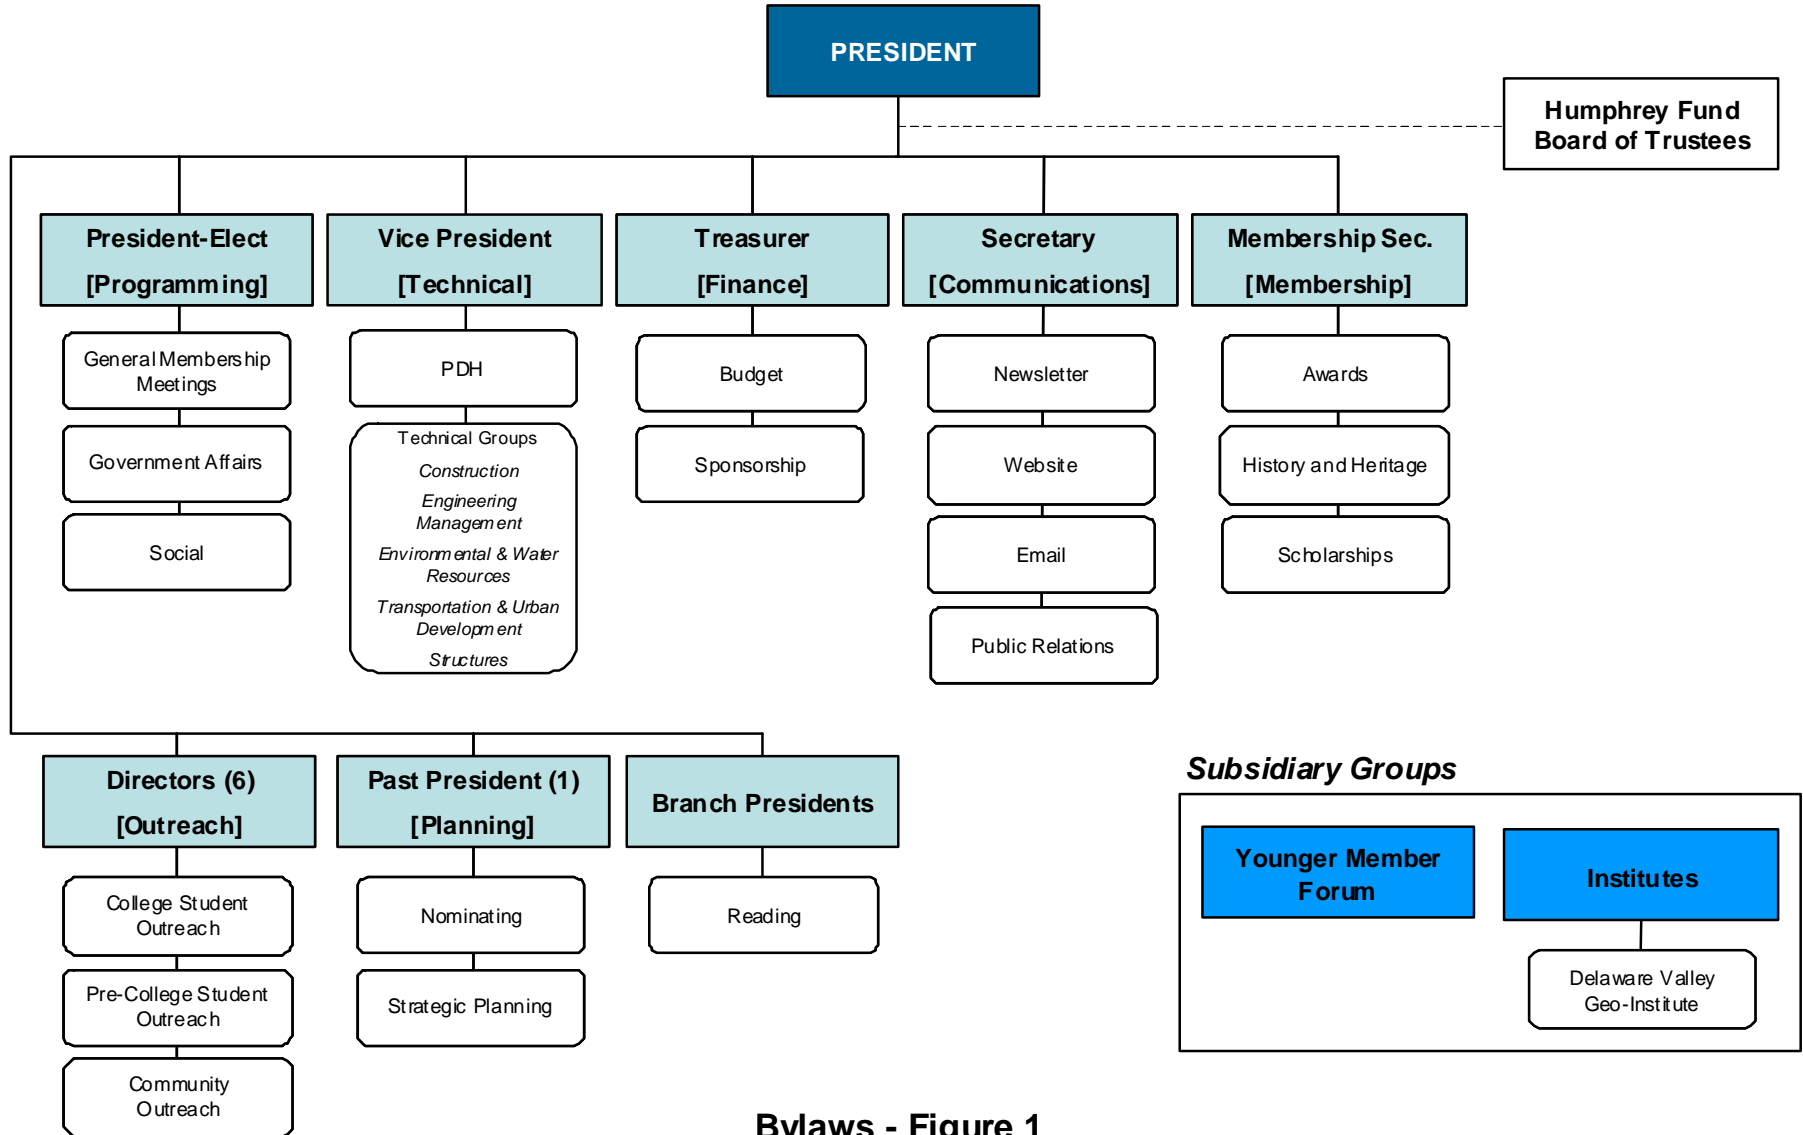 PRESIDENT
Humphrey Fund
Board of Trustees
President-Elect
[Programming]
Vice President
[Technical]
Treasurer
[Finance]
Secretary
[Communications]
Membership Sec.
[Membership]
General Membership
Meetings
Government Affairs
Social
PDH
Technical Groups
Construction
Engineering
Management
Environmental & Water
Resources
Transportation & Urban
Development
Structures
Budget
Sponsorship
Newsletter
Website
Email
Public Relations
Awards
History and Heritage
Scholarships
Directors (6)
[Outreach]
Past President (1)
[Planning]
Branch Presidents
College Student
Outreach
Pre-College Student
Outreach
Community
Outreach
Nominating
Strategic Planning
Reading
Subsidiary Groups
Younger Member
Forum
Institutes
Delaware Valley
Geo-Institute
Bylaws - Figure 1